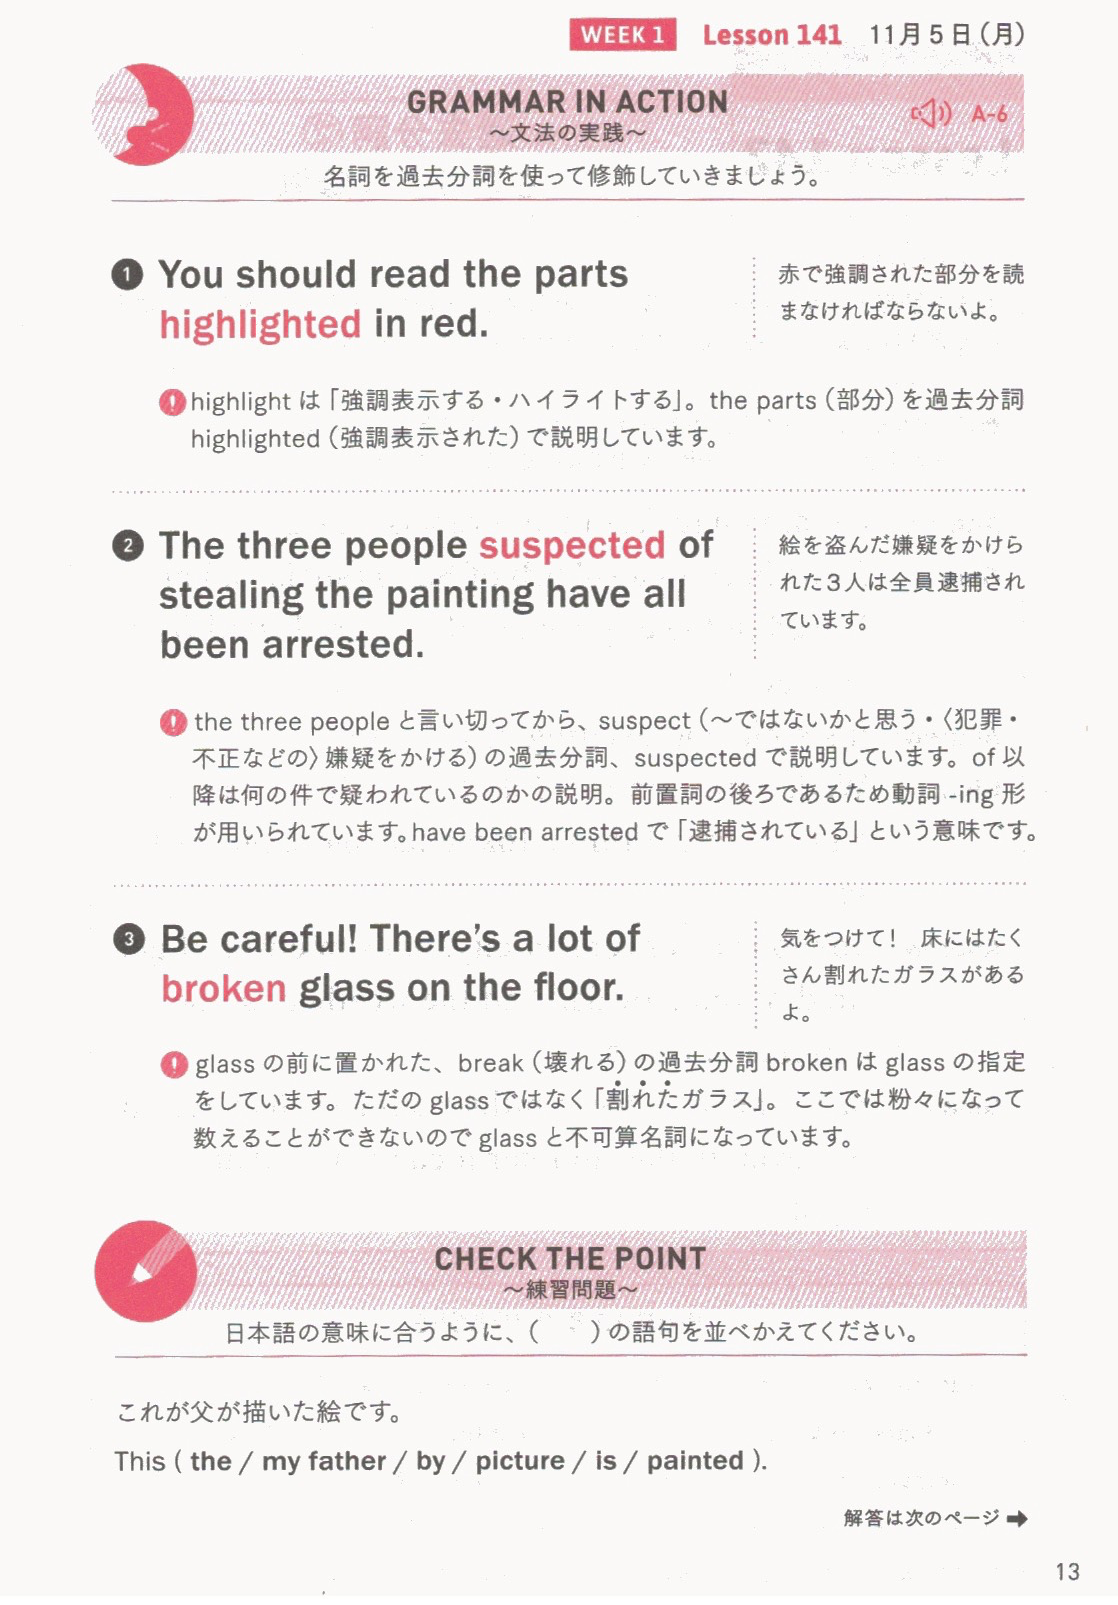 WEEK 1 Lesson 141 11月5日(月)
GRAMMAR IN ACTION
～文法の実践～
A-6
名詞を過去分詞を使って修飾していきましょう。
1 You should read the parts
highlighted in red.
赤で強調された部分を読
まなければならないよ。
! highlight は「強調表示する・ハイライトする」。the parts（部分）を過去分詞
highlighted（強調表示された）で説明しています。
2 The three people suspected of
stealing the painting have all
been arrested.
絵を盗んだ嫌疑をかけら
れた3人は全員逮捕され
ています。
! the three people と言い切ってから、suspect（～ではないかと思う・〈犯罪・
不正などの〉嫌疑をかける）の過去分詞、suspected で説明しています。of 以
降は何の件で疑われているのかの説明。前置詞の後ろであるため動詞 -ing 形
が用いられています。have been arrested で「逮捕されている」という意味です。
3 Be careful! There's a lot of
broken glass on the floor.
気をつけて！　床にはたく
さん割れたガラスがある
よ。
! glass の前に置かれた、break（壊れる）の過去分詞 broken は glass の指定
をしています。ただの glass ではなく「割れたガラス」。ここでは粉々になって
数えることができないので glass と不可算名詞になっています。
CHECK THE POINT
～練習問題～
日本語の意味に合うように、(　　)の語句を並べかえてください。
これが父が描いた絵です。
This ( the / my father / by / picture / is / painted ).
解答は次のページ ➡
13